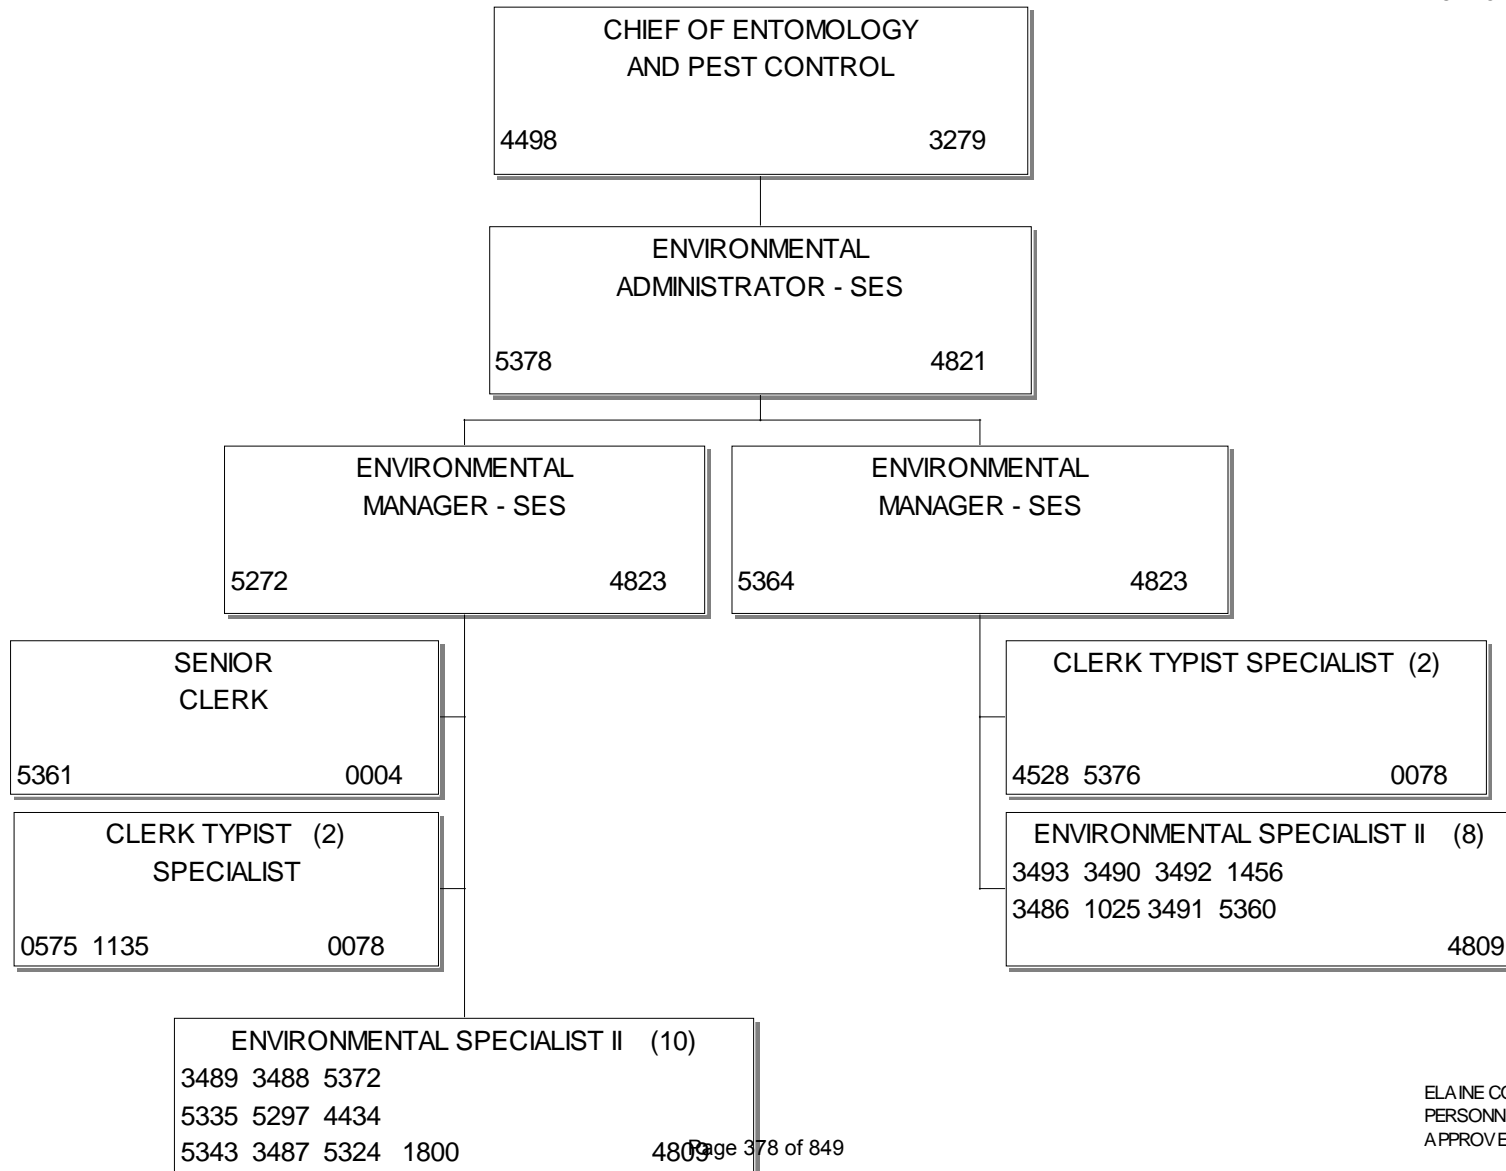 CHIEF OF ENTOMOLOGY
AND PEST CONTROL
4498 3279
ENVIRONMENTAL
ADMINISTRATOR - SES
5378 4821
ENVIRONMENTAL
MANAGER - SES
5272 4823
ENVIRONMENTAL
MANAGER - SES
5364 4823
SENIOR
CLERK
5361 0004
CLERK TYPIST SPECIALIST (2)
4528 5376 0078
CLERK TYPIST (2)
SPECIALIST
0575 1135 0078
ENVIRONMENTAL SPECIALIST II (8)
3493 3490 3492 1456
3486 1025 3491 5360
4809
ENVIRONMENTAL SPECIALIST II (10)
3489 3488 5372
5335 5297 4434
5343 3487 5324 1800 4809
Page 378 of 849
ELAINE
APPROVE